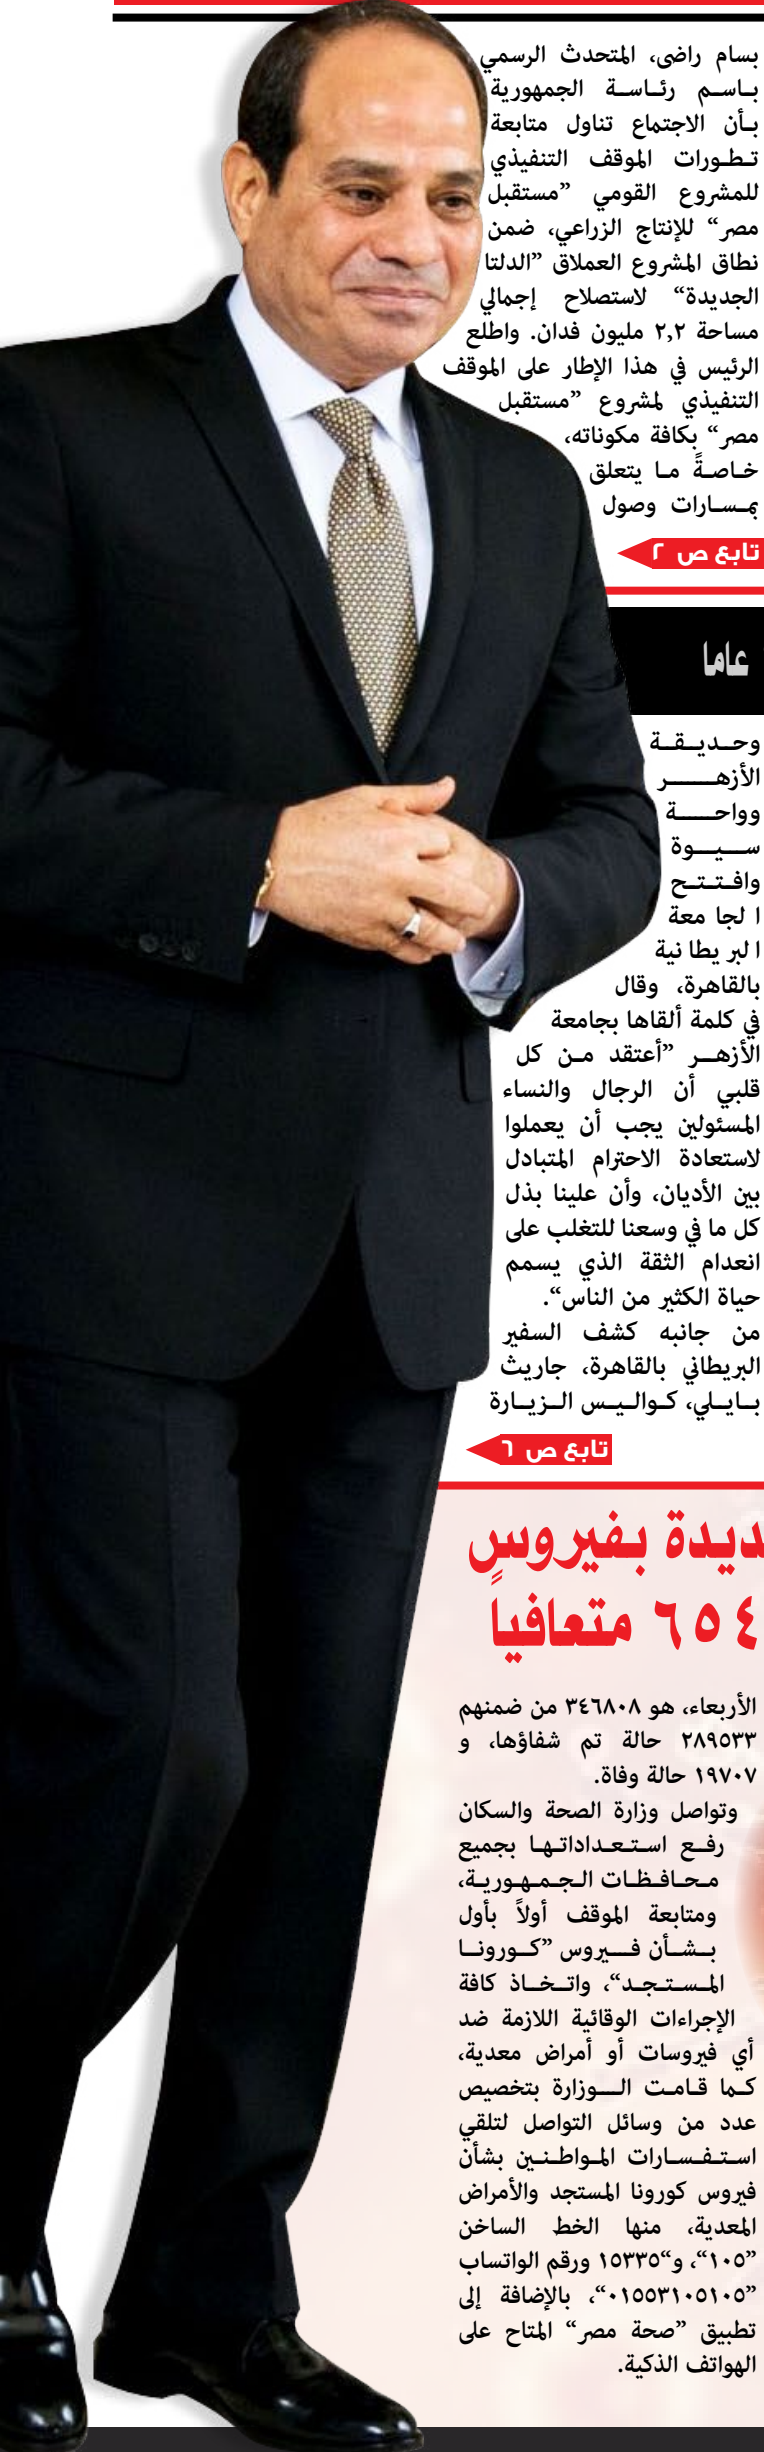 بسام راضى، المتحدث الرسمي
باسم رئاسة الجمهورية
بأن الاجتماع تناول متابعة
تطورات الموقف التنفيذي
للمشروع القومي ”مستقبل
مصر“ للإنتاج الزراعي، ضمن
نطاق المشروع العملاق ”الدلتا
الجديدة“ لاستصلاح إجمالي
مساحة ٢,٢ مليون فدان. واطلع
الرئيس في هذا الإطار على الموقف
التنفيذي لمشروع ”مستقبل
مصر“ بكافة مكوناته،
خاصةً ما يتعلق
بمسارات وصول
تابع ص ٢
عاما
وحديقة
الأزهر
وواحة
سيوة
وافتتح
الجامعة
البريطانية
بالقاهرة، وقال
في كلمة ألقاها بجامعة
الأزهر ”أعتقد من كل
قلبي أن الرجال والنساء
المسئولين يجب أن يعملوا
لاستعادة الاحترام المتبادل
بين الأديان، وأن علينا بذل
كل ما في وسعنا للتغلب على
انعدام الثقة الذي يسمم
حياة الكثير من الناس“.
من جانبه كشف السفير
البريطاني بالقاهرة، جاريث
بايلي، كواليس الزيارة
تابع ص ٦
ديدة بفيروس
٦٥٤ متعافياً
الأربعاء، هو ٣٤٦٨٠٨ من ضمنهم
٢٨٩٥٣٣ حالة تم شفاؤها، و
١٩٧٠٧ حالة وفاة.
وتواصل وزارة الصحة والسكان
رفع استعداداتها بجميع
محافظات الجمهورية،
ومتابعة الموقف أولاً بأول
بشأن فيروس ”كورونا
المستجد“، واتخاذ كافة
الإجراءات الوقائية اللازمة ضد
أي فيروسات أو أمراض معدية،
كما قامت الوزارة بتخصيص
عدد من وسائل التواصل لتلقي
استفسارات المواطنين بشأن
فيروس كورونا المستجد والأمراض
المعدية، منها الخط الساخن
”١٠٥“، و“١٥٣٣٥ ورقم الواتساب
”٠١٥٥٣١٠٥١٠٥“، بالإضافة إلى
تطبيق ”صحة مصر“ المتاح على
الهواتف الذكية.